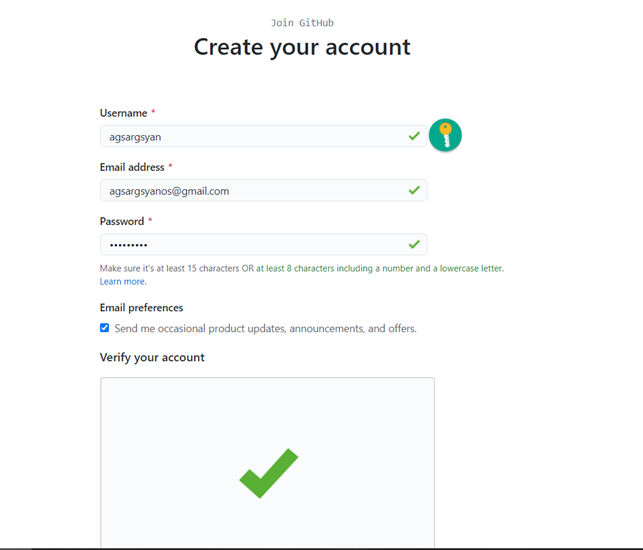 Join GitHub
Create your account
Username *
agsargsyan
Email address *
agsargsyanos@gmail.com
Password *
•••••••••
Make sure it's at least 15 characters OR at least 8 characters including a number and a lowercase letter.
Learn more.
Email preferences
Send me occasional product updates, announcements, and offers.
Verify your account